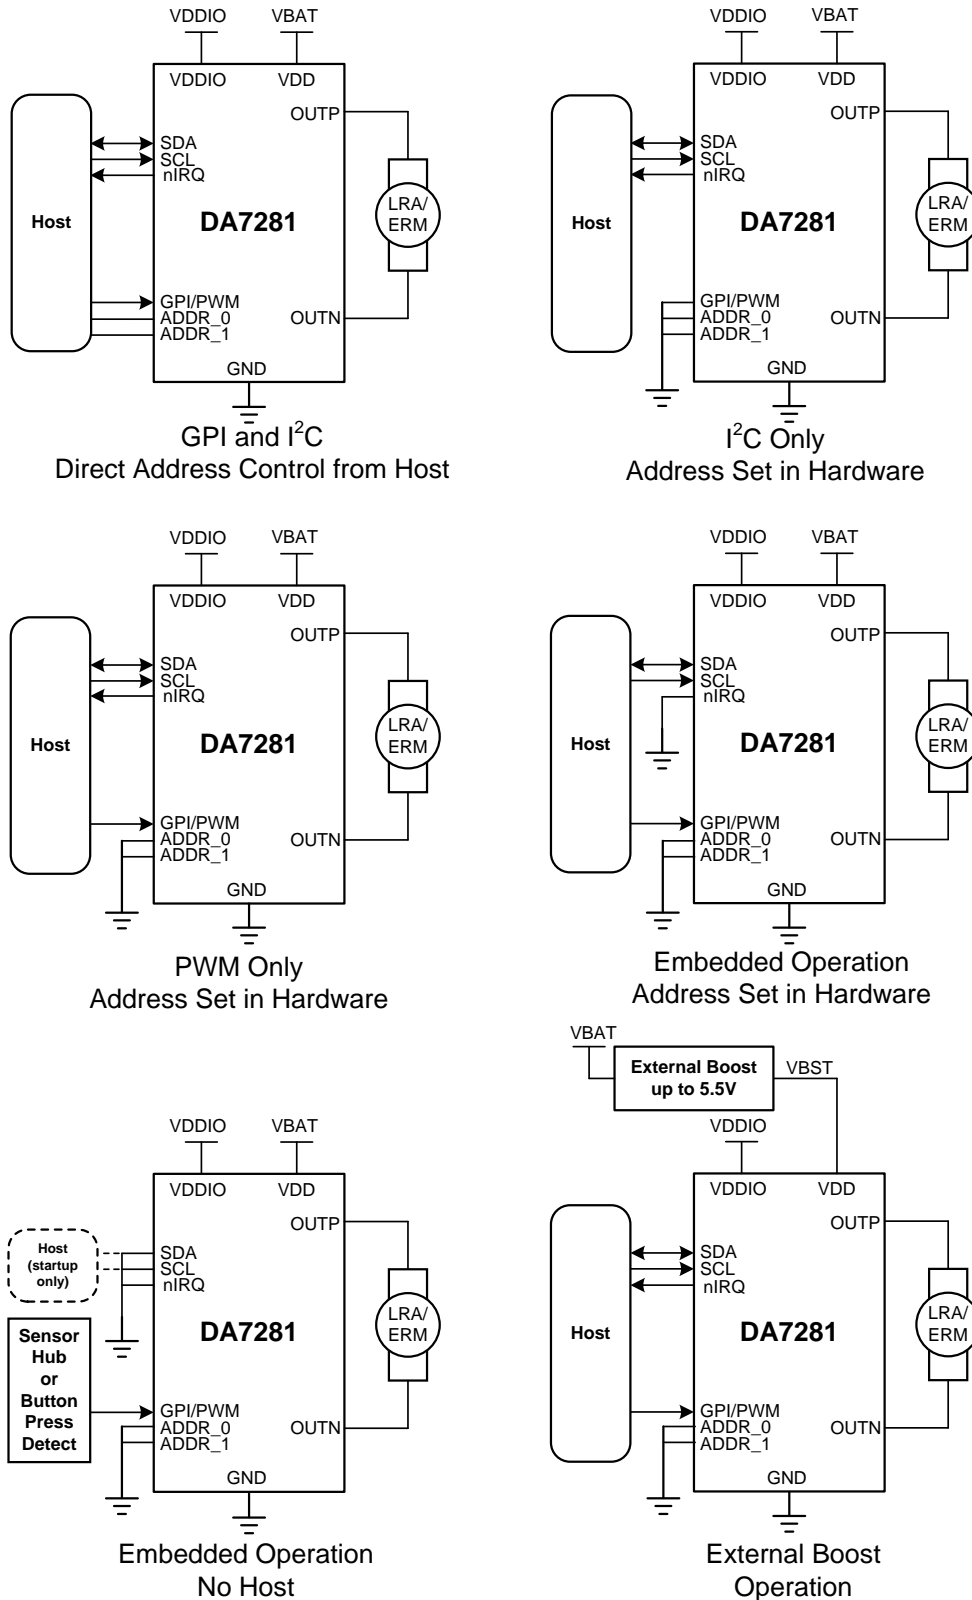 VDDIO VBAT
VDDIO VDD
OUTP
SDA
SCL
nIRQ
Host
DA7281
LRA/
ERM
GPI/PWM
ADDR_0
ADDR_1
OUTN
GND
GPI and I²C
Direct Address Control from Host
VDDIO VBAT
VDDIO VDD
OUTP
SDA
SCL
nIRQ
Host
DA7281
LRA/
ERM
GPI/PWM
ADDR_0
ADDR_1
OUTN
GND
I²C Only
Address Set in Hardware
VDDIO VBAT
VDDIO VDD
OUTP
SDA
SCL
nIRQ
Host
DA7281
LRA/
ERM
GPI/PWM
ADDR_0
ADDR_1
OUTN
GND
PWM Only
Address Set in Hardware
VDDIO VBAT
VDDIO VDD
OUTP
SDA
SCL
nIRQ
Host
DA7281
LRA/
ERM
GPI/PWM
ADDR_0
ADDR_1
OUTN
GND
Embedded Operation
Address Set in Hardware
VDDIO VBAT
VDDIO VDD
OUTP
Host
(startup
only)
SDA
SCL
nIRQ
DA7281
LRA/
ERM
Sensor
Hub
or
Button
Press
Detect
GPI/PWM
ADDR_0
ADDR_1
OUTN
GND
Embedded Operation
No Host
VBAT
External Boost
up to 5.5V
VBST
VDDIO
VDDIO VDD
OUTP
SDA
SCL
nIRQ
Host
DA7281
LRA/
ERM
GPI/PWM
ADDR_0
ADDR_1
OUTN
GND
External Boost
Operation